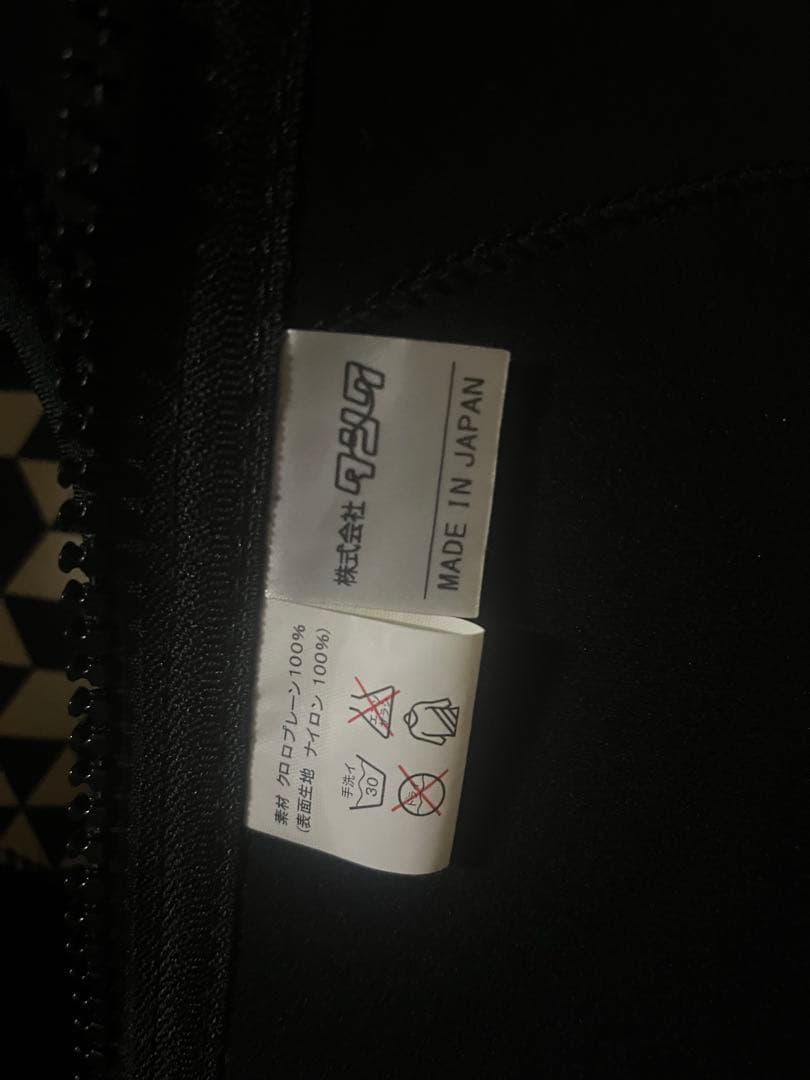 株式会社
MADE IN JAPAN
素材 クロロプレーン100%
(表面生地 ナイロン 100%)
手洗イ
30